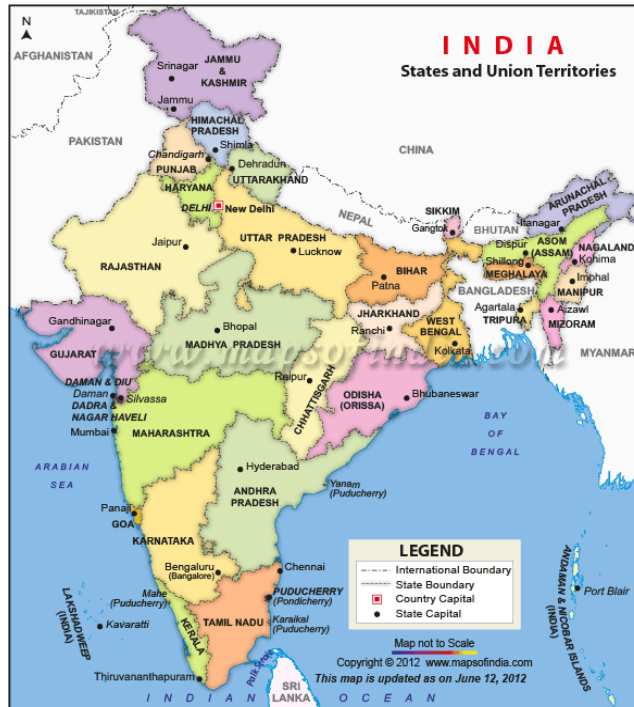 TAJIKISTAN
N
AFGHANISTAN
INDIA
States and Union Territories
JAMMU
&
KASHMIR
Srinagar
Jammu
HIMACHAL
PRADESH
Shimla
PAKISTAN
Chandigarh
PUNJAB
Dehradun
UTTARAKHAND
CHINA
HARYANA
DELHI
New Delhi
NEPAL
SIKKIM
Gangtok
BHUTAN
ARUNACHAL
PRADESH
Itanagar
Dispur
ASOM
(ASSAM)
NAGALAND
Kohima
Shillong
MEGHALAYA
Imphal
MANIPUR
BANGLADESH
Agartala
TRIPURA
Aizawl
MIZORAM
MYANMAR
Jaipur
RAJASTHAN
UTTAR PRADESH
Lucknow
BIHAR
Patna
JHARKHAND
Ranchi
WEST
BENGAL
Kolkata
Gandhinagar
GUJARAT
Bhopal
MADHYA PRADESH
www.mapsofindia.com
Raipur
CHHATTISGARH
ODISHA
(ORISSA)
Bhubaneswar
DAMAN & DIU
Daman
Silvassa
DADRA &
NAGAR HAVELI
Mumbai
MAHARASHTRA
BAY
OF
BENGAL
ARABIAN
SEA
Hyderabad
ANDHRA
PRADESH
Yanam
(Puducherry)
Panaji
GOA
KARNATAKA
Bengaluru
(Bangalore)
Chennai
Mahe
(Puducherry)
PUDUCHERRY
(Pondicherry)
Karaikal
(Puducherry)
TAMIL NADU
KERALA
LAKSHADWEEP
(INDIA)
Kavaratti
Thiruvananthapuram
Palk Strait
SRI
LANKA
INDIAN OCEAN
ANDAMAN & NICOBAR ISLANDS
(INDIA)
Port Blair
LEGEND
International Boundary
State Boundary
Country Capital
State Capital
Map not to Scale
Copyright © 2012 www.mapsofindia.com
This map is updated as on June 12, 2012